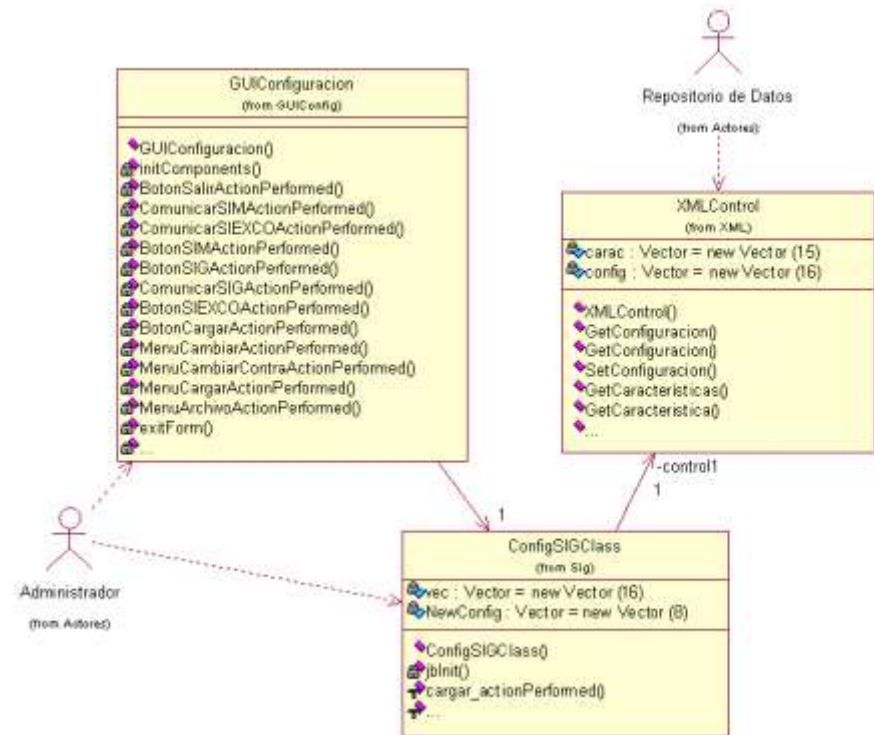 GUIConfiguracion
(from GUIConfig)
GUIConfiguracion()
initComponents()
BotonSalirActionPerformed()
ComunicarSIMActionPerformed()
ComunicarSIEXCOActionPerformed()
BotonSIMActionPerformed()
BotonSIGActionPerformed()
ComunicarSIGActionPerformed()
BotonSIEXCOActionPerformed()
BotonCargarActionPerformed()
MenuCambiarActionPerformed()
MenuCambiarContraActionPerformed()
MenuCargarActionPerformed()
MenuArchivoActionPerformed()
exitForm()
...
Repositorio de Datos
(from Actores)
XMLControl
(from XML)
carac : Vector = new Vector (15)
config : Vector = new Vector (16)
XMLControl()
GetConfiguracion()
GetConfiguracion()
SetConfiguracion()
GetCaracteristicas()
GetCaracteristica()
...
-control1
1
1
Administrador
(from Actores)
ConfigSIGClass
(from Sig)
vec : Vector = new Vector (16)
NewConfig : Vector = new Vector (8)
ConfigSIGClass()
jbInit()
cargar_actionPerformed()
...